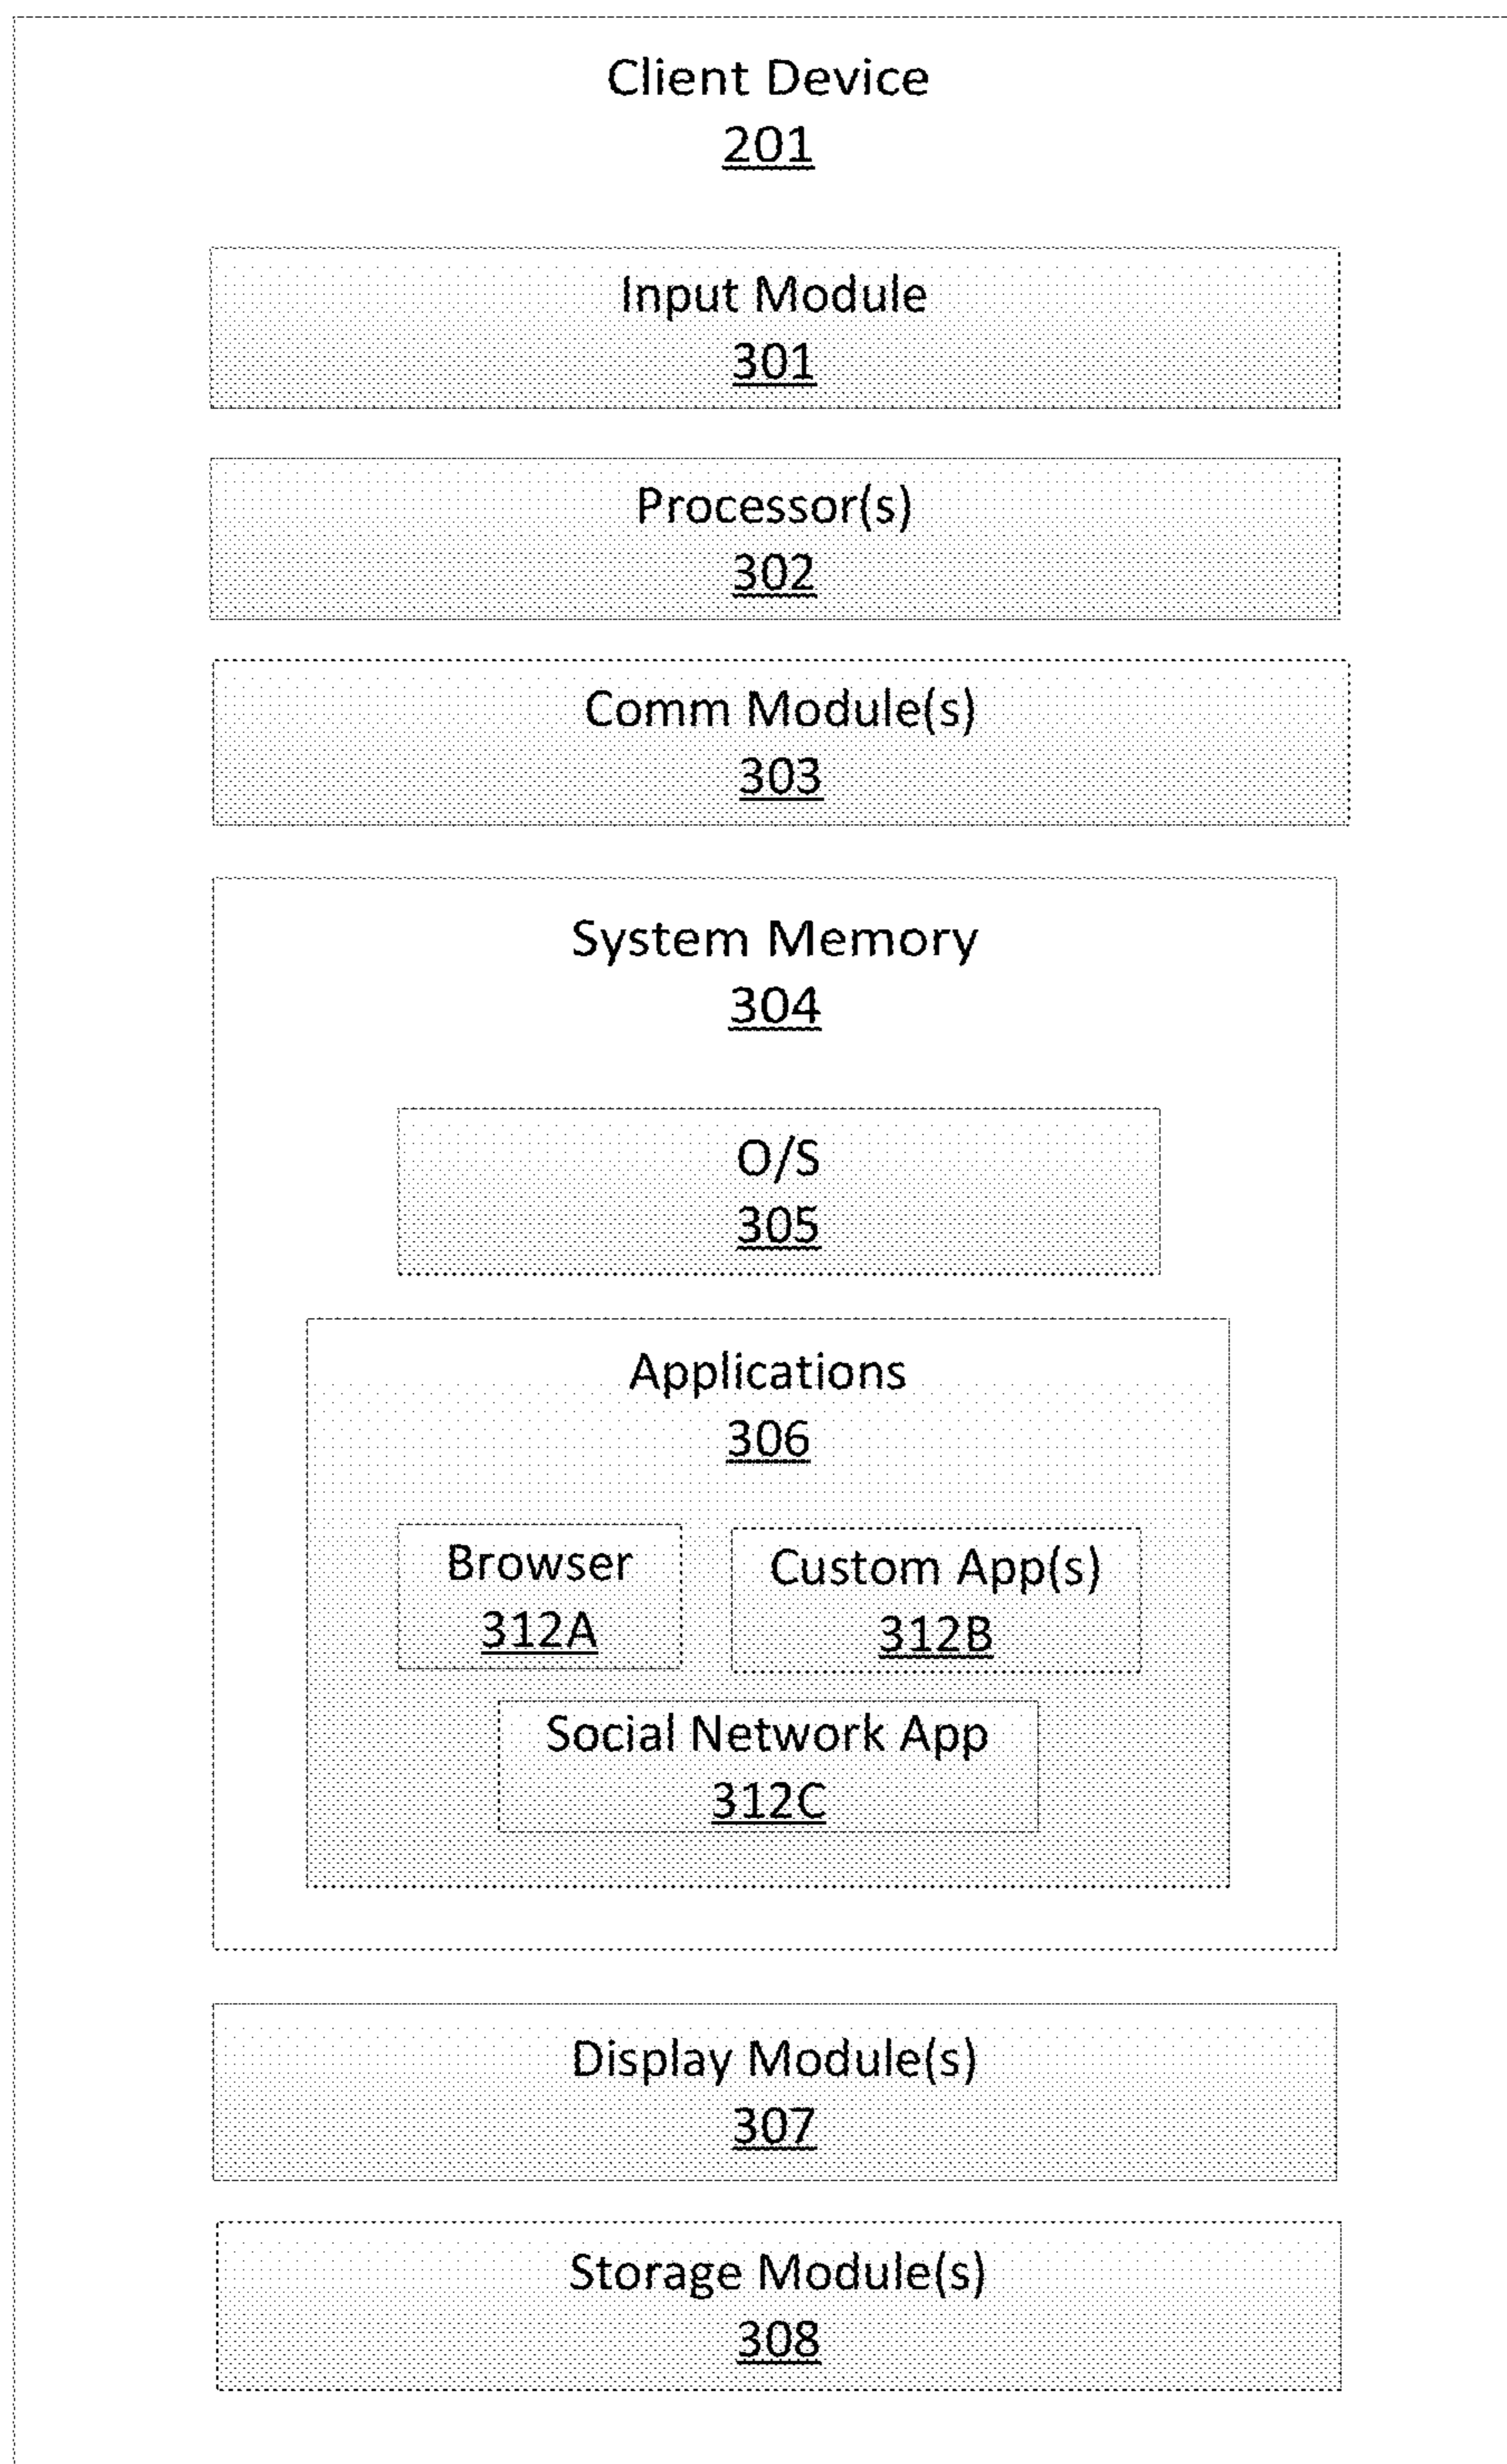 Client Device
201
Input Module
301
Processor(s)
302
Comm Module(s)
303
System Memory
304
O/S
305
Applications
306
Browser
312A
Custom App(s)
312B
Social Network App
312C
Display Module(s)
307
Storage Module(s)
308